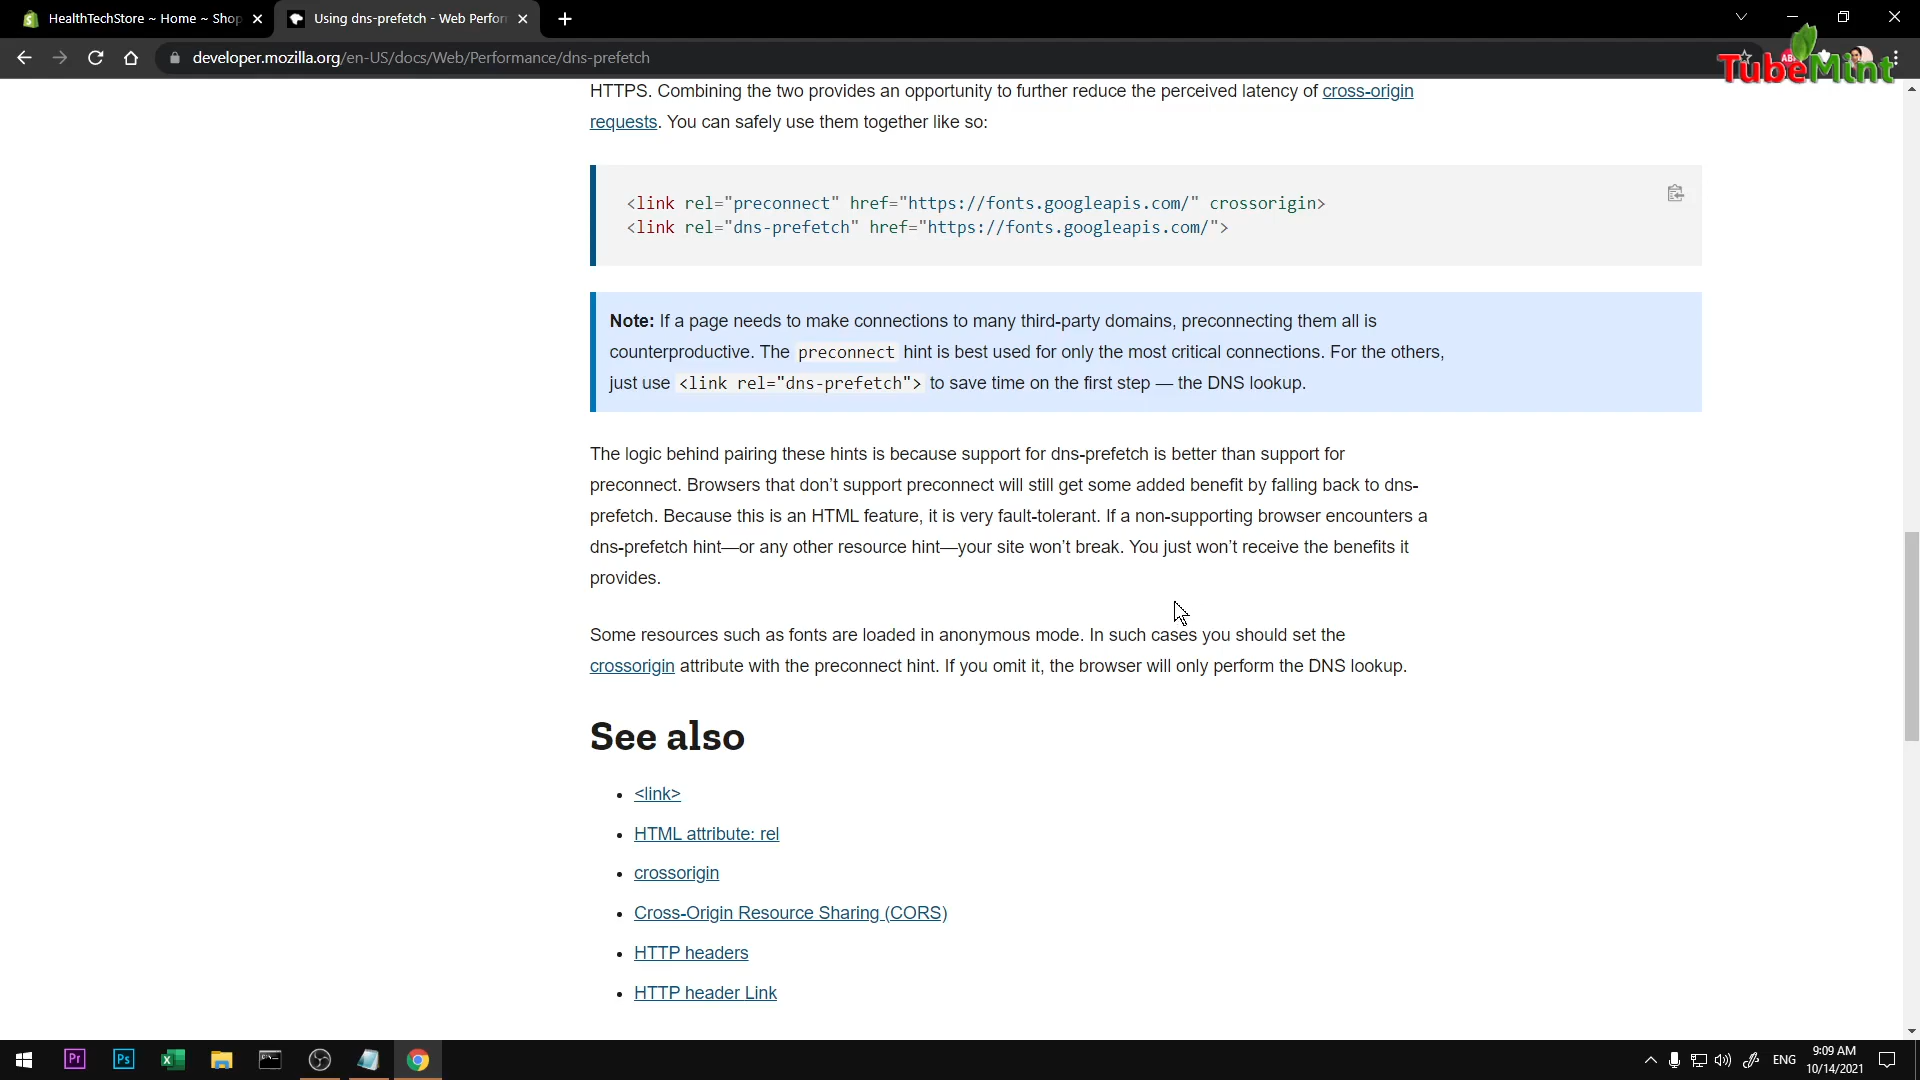 HealthTechStore ~ Home ~ Shop
Using dns-prefetch - Web Perfor
developer.mozilla.org/en-US/docs/Web/Performance/dns-prefetch
TubeMint
HTTPS. Combining the two provides an opportunity to further reduce the perceived latency of cross-origin
requests. You can safely use them together like so:
<link rel="preconnect" href="https://fonts.googleapis.com/" crossorigin>
<link rel="dns-prefetch" href="https://fonts.googleapis.com/">
Note: If a page needs to make connections to many third-party domains, preconnecting them all is
counterproductive. The preconnect hint is best used for only the most critical connections. For the others,
just use <link rel="dns-prefetch"> to save time on the first step — the DNS lookup.
The logic behind pairing these hints is because support for dns-prefetch is better than support for
preconnect. Browsers that don’t support preconnect will still get some added benefit by falling back to dns-
prefetch. Because this is an HTML feature, it is very fault-tolerant. If a non-supporting browser encounters a
dns-prefetch hint—or any other resource hint—your site won’t break. You just won’t receive the benefits it
provides.
Some resources such as fonts are loaded in anonymous mode. In such cases you should set the
crossorigin attribute with the preconnect hint. If you omit it, the browser will only perform the DNS lookup.
See also
<link>
HTML attribute: rel
crossorigin
Cross-Origin Resource Sharing (CORS)
HTTP headers
HTTP header Link
Pr
Ps
ENG
9:09 AM
10/14/2021